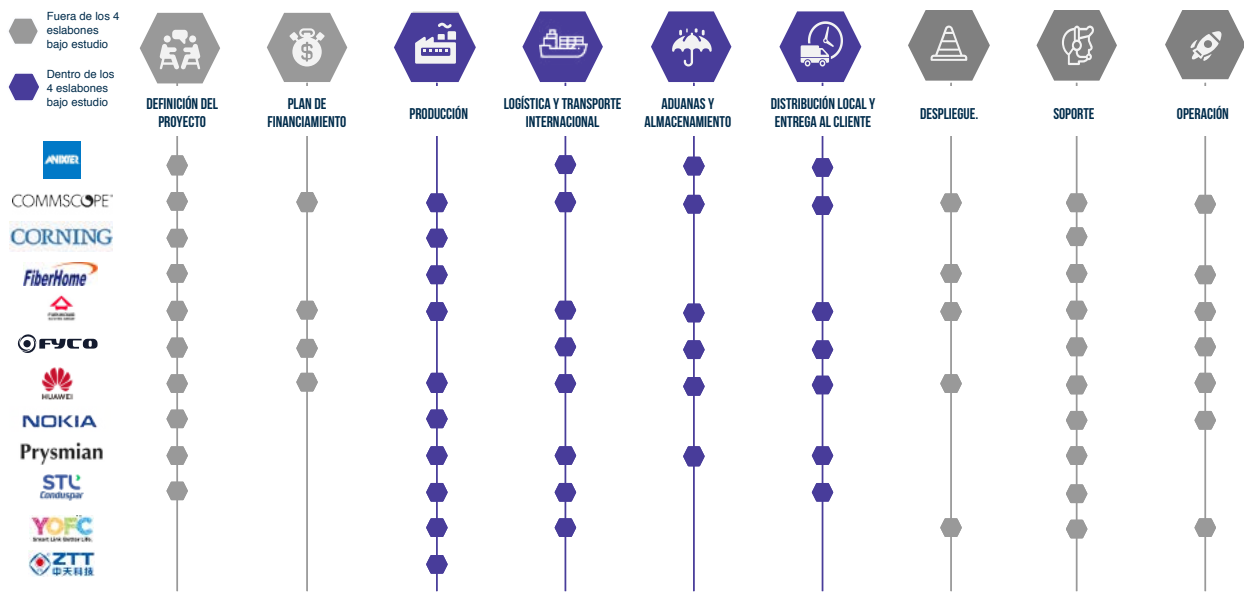 Fuera de los 4
eslabones
bajo estudio
Dentro de los
4 eslabones
bajo estudio
$
DEFINICIÓN DEL
PROYECTO
PLAN DE
FINANCIAMIENTO
PRODUCCIÓN
LOGÍSTICA Y TRANSPORTE
INTERNACIONAL
ADUANAS Y
ALMACENAMIENTO
DISTRIBUCIÓN LOCAL Y
ENTREGA AL CLIENTE
DESPLIEGUE.
SOPORTE
OPERACIÓN
ANIXTER
COMMSCOPE™
CORNING
FiberHome
FYCO
HUAWEI
NOKIA
Prysmian
STL
Conduspar
YOFC
Smart Link Better Life.
ZTT
中天科技